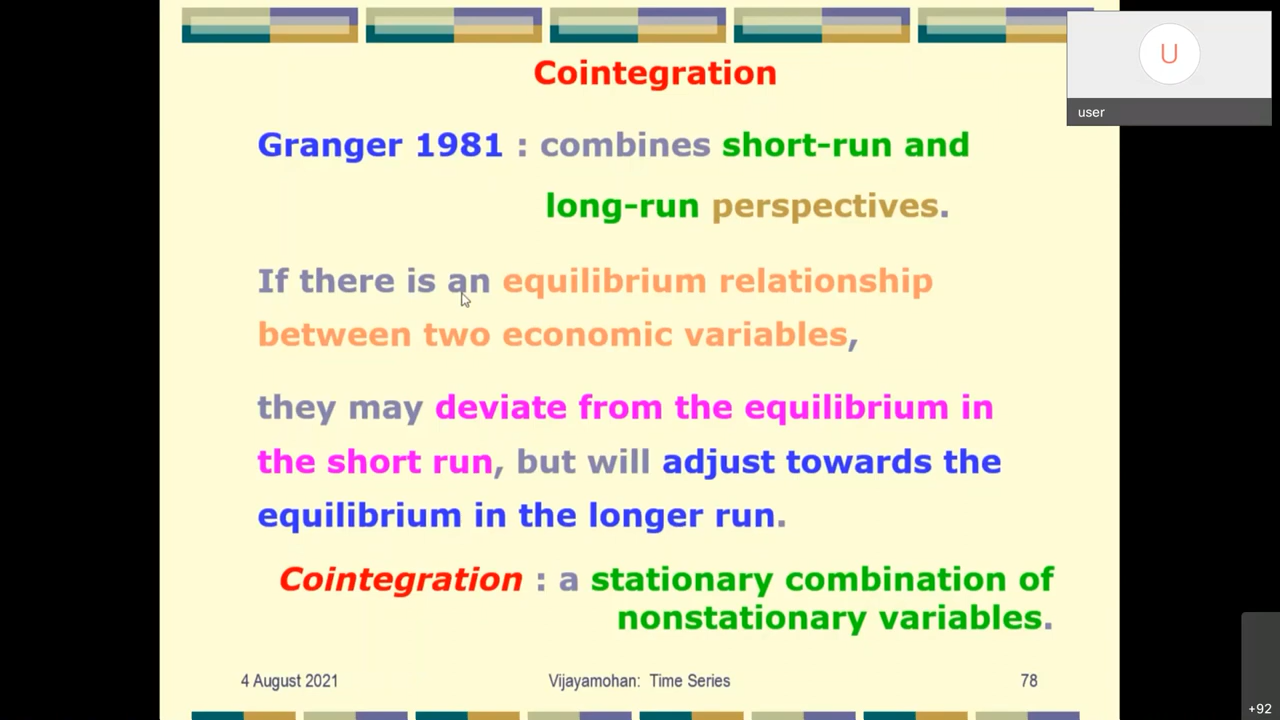 Cointegration
Granger 1981 : combines short-run and
long-run perspectives.
If there is an equilibrium relationship
between two economic variables,
they may deviate from the equilibrium in
the short run, but will adjust towards the
equilibrium in the longer run.
Cointegration : a stationary combination of
nonstationary variables.
4 August 2021
Vijayamohan: Time Series
78
U
user
+92